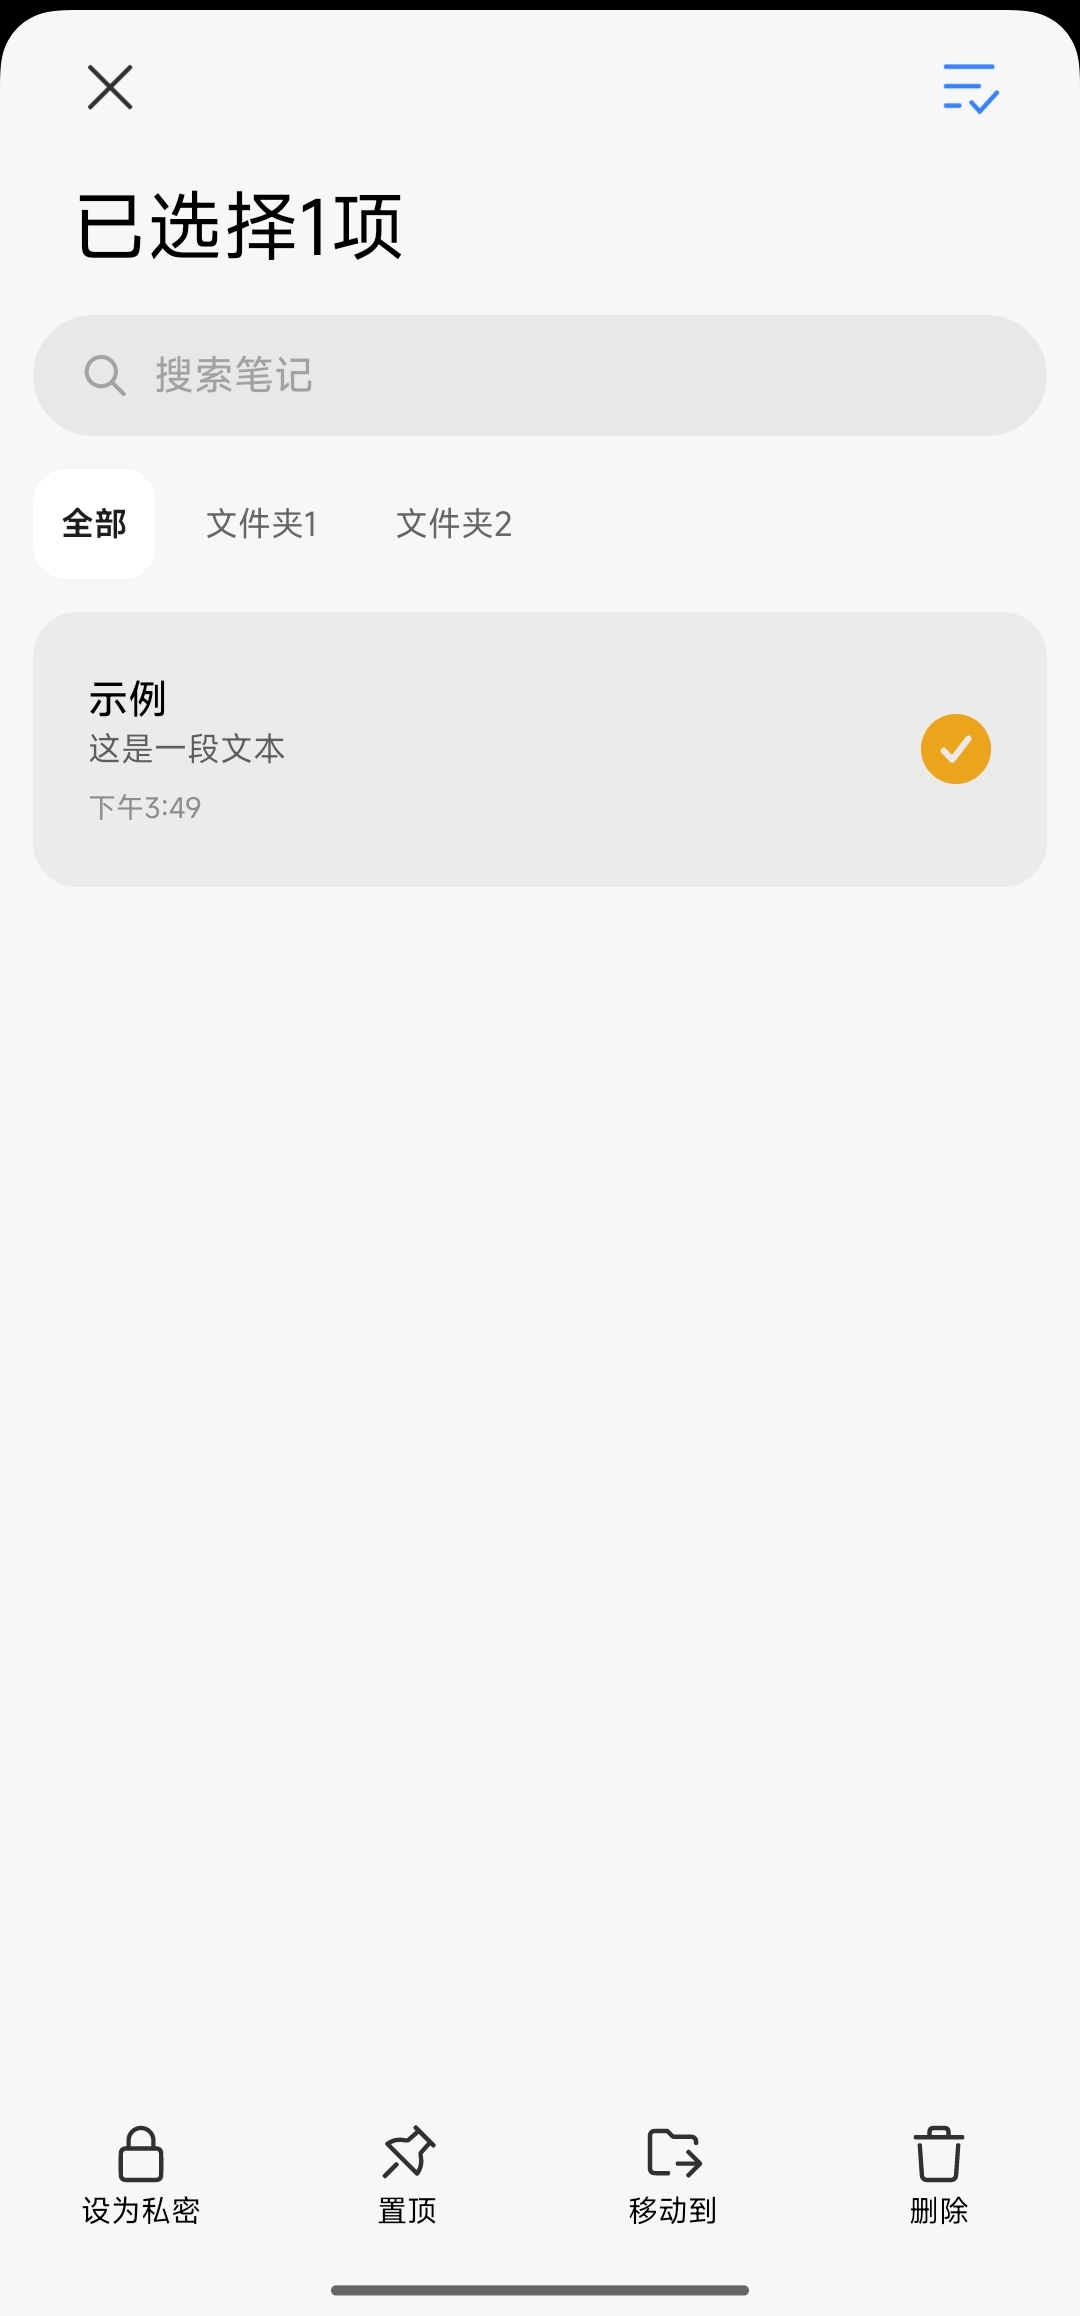 已选择1项
搜索笔记
全部 文件夹1 文件夹2
示例
这是一段文本
下午3:49
设为私密 置顶 移动到 删除